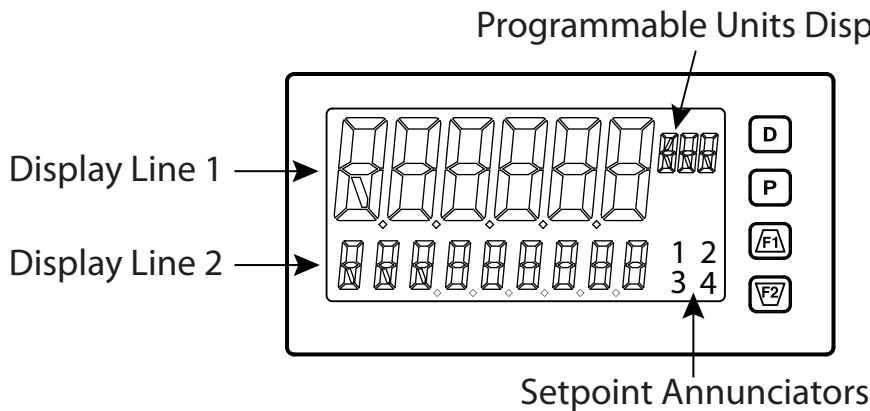 Programmable Units Disp
D
Display Line 1
P
F1
Display Line 2
1 2
3 4
F2
Setpoint Annunciators